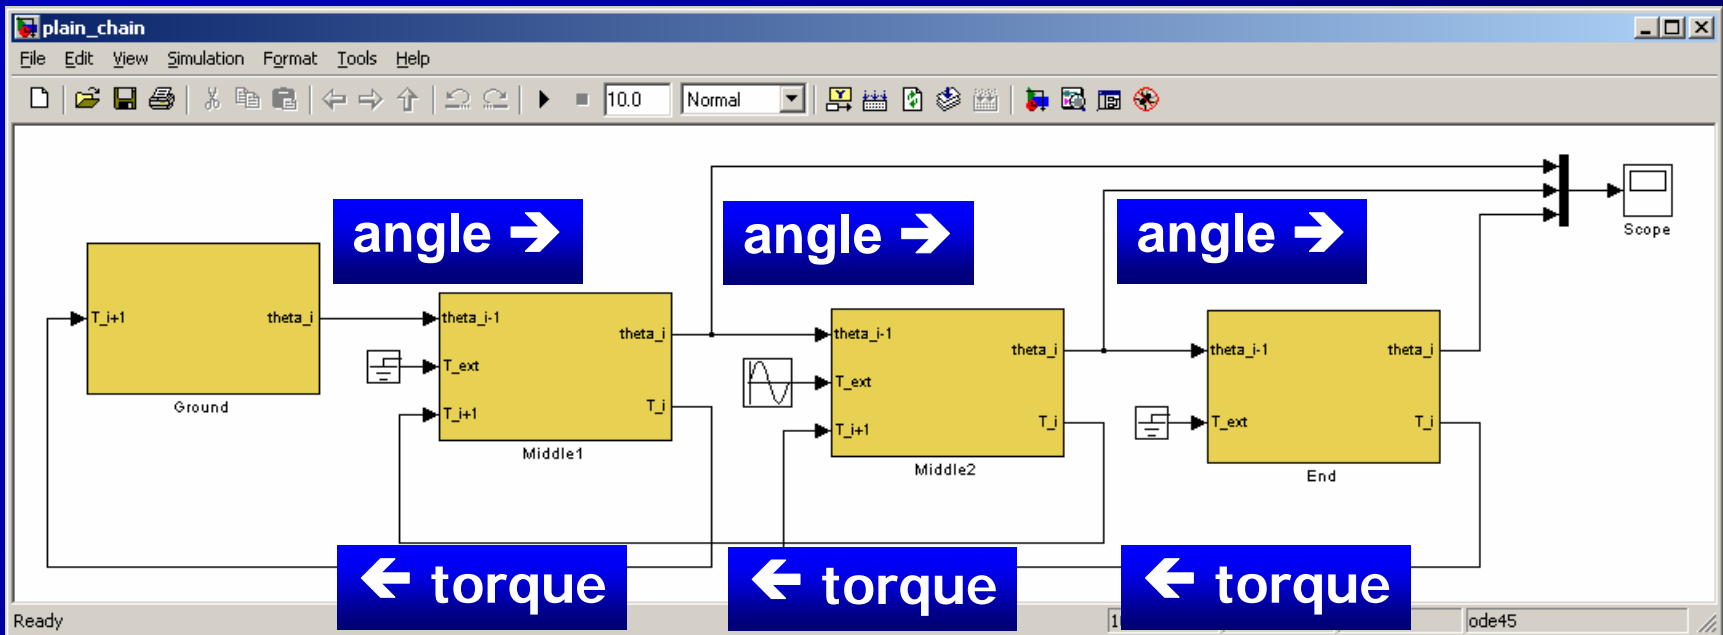 plain_chain
File Edit View Simulation Format Tools Help
10.0 Normal
angle ➔ angle ➔ angle ➔
Scope
T_i+1 theta_i
Ground
theta_i-1 theta_i
T_ext
T_i+1 T_i
Middle1
theta_i-1 theta_i
T_ext
T_i+1 T_i
Middle2
theta_i-1 theta_i
T_ext T_i
End
🡸 torque 🡸 torque 🡸 torque
Ready ode45